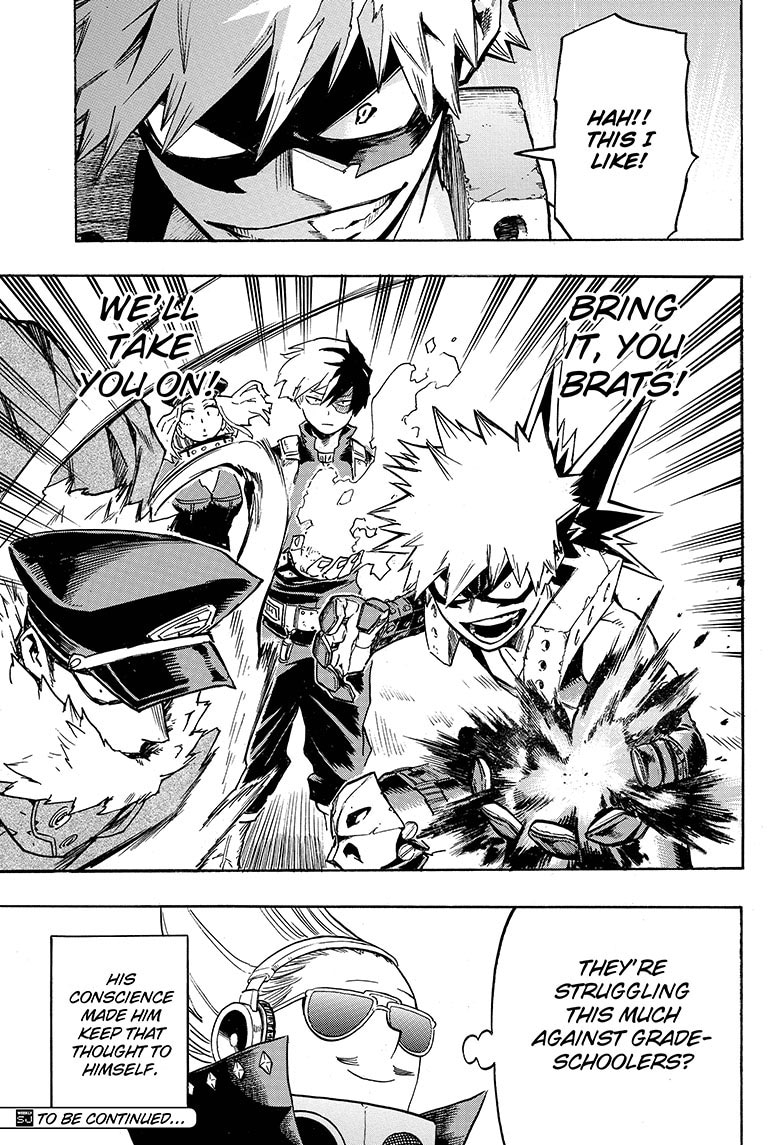 HAH!!
THIS I
LIKE!
BRING
IT, YOU
BRATS!
WE'LL
TAKE
YOU ON!
THEY'RE
STRUGGLING
THIS MUCH
AGAINST GRADE-
SCHOOLERS?
HIS
CONSCIENCE
MADE HIM
KEEP THAT
THOUGHT TO
HIMSELF.
TO BE CONTINUED...